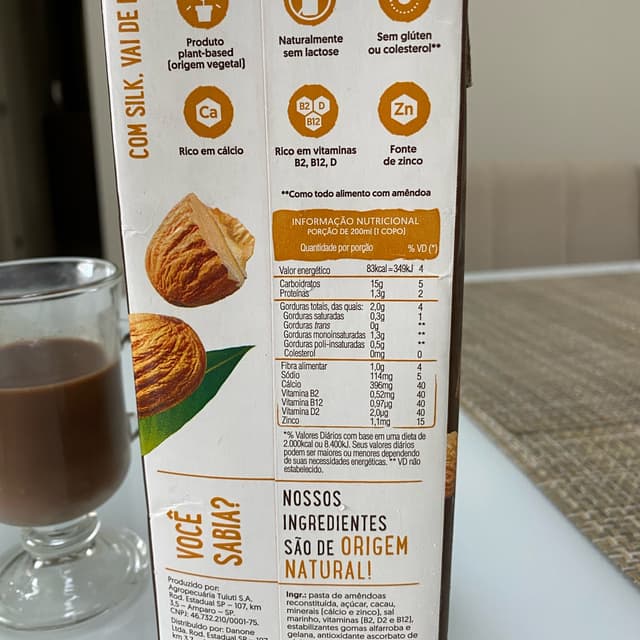 COM SILK, VAI DE
Produto
plant-based
(origem vegetal)
Naturalmente
sem lactose
Sem glúten
ou colesterol**
Ca
B2 D
B12
Zn
Rico em cálcio
Rico em vitaminas
B2, B12, D
Fonte
de zinco
**Como todo alimento com amêndoa
INFORMAÇÃO NUTRICIONAL
PORÇÃO DE 200ml (1 COPO)
Quantidade por porção % VD (*)
Valor energético 83kcal=349kJ 4
Carboidratos 15g 5
Proteínas 1,3g 2
Gorduras totais, das quais: 2,0g 4
Gorduras saturadas 0,3g 1
Gorduras trans 0g **
Gorduras monoinsaturadas 1,3g **
Gorduras poli-insaturadas 0,5g **
Colesterol 0mg 0
Fibra alimentar 1,0g 4
Sódio 114mg 5
Cálcio 396mg 40
Vitamina B2 0,52mg 40
Vitamina B12 0,97µg 40
Vitamina D2 2,0µg 40
Zinco 1,1mg 15
*% Valores Diários com base em uma dieta de
2.000kcal ou 8.400kJ. Seus valores diários
podem ser maiores ou menores dependendo
de suas necessidades energéticas. ** VD não
estabelecido.
VOCÊ
SABIA?
NOSSOS
INGREDIENTES
SÃO DE ORIGEM
NATURAL!
Produzido por:
Agropecuária Tuiuti S.A.
Rod. Estadual SP – 107, km
3,5 – Amparo – SP.
CNPJ: 46.732.210/0001-75.
Distribuído por: Danone
Ltda. Rod. Estadual SP – 107
Ingr.: pasta de amêndoas
reconstituída, açúcar, cacau,
minerais (cálcio e zinco), sal
marinho, vitaminas (B2, D2 e B12),
estabilizantes gomas alfarroba e
gelana, antioxidante ascorbato de